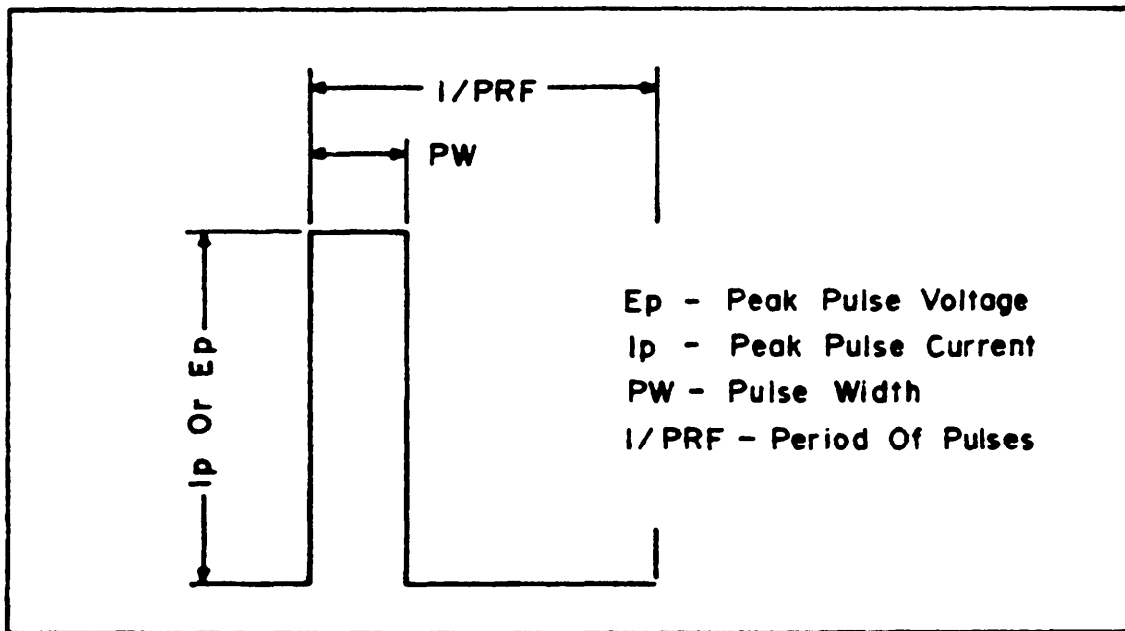 1/PRF
PW
Ip Or Ep
Ep - Peak Pulse Voltage
Ip - Peak Pulse Current
PW - Pulse Width
1/PRF - Period Of Pulses